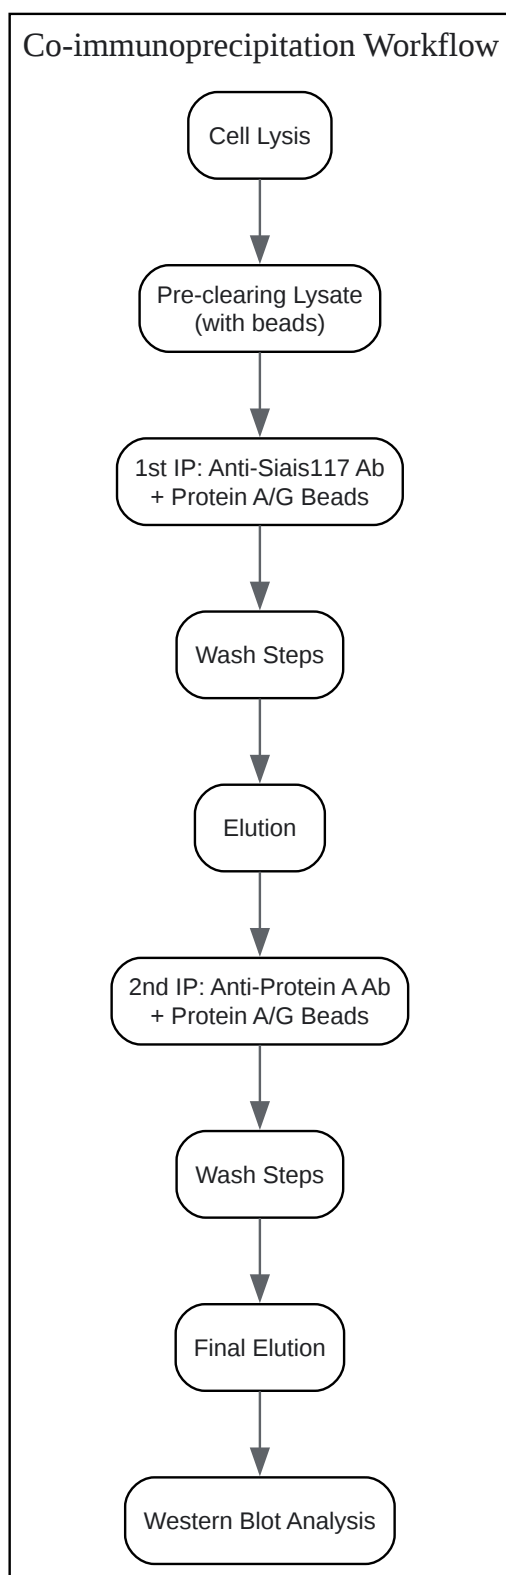 Co-immunoprecipitation Workflow
Cell Lysis
Pre-clearing Lysate
(with beads)
1st IP: Anti-Siais117 Ab
+ Protein A/G Beads
Wash Steps
Elution
2nd IP: Anti-Protein A Ab
+ Protein A/G Beads
Wash Steps
Final Elution
Western Blot Analysis